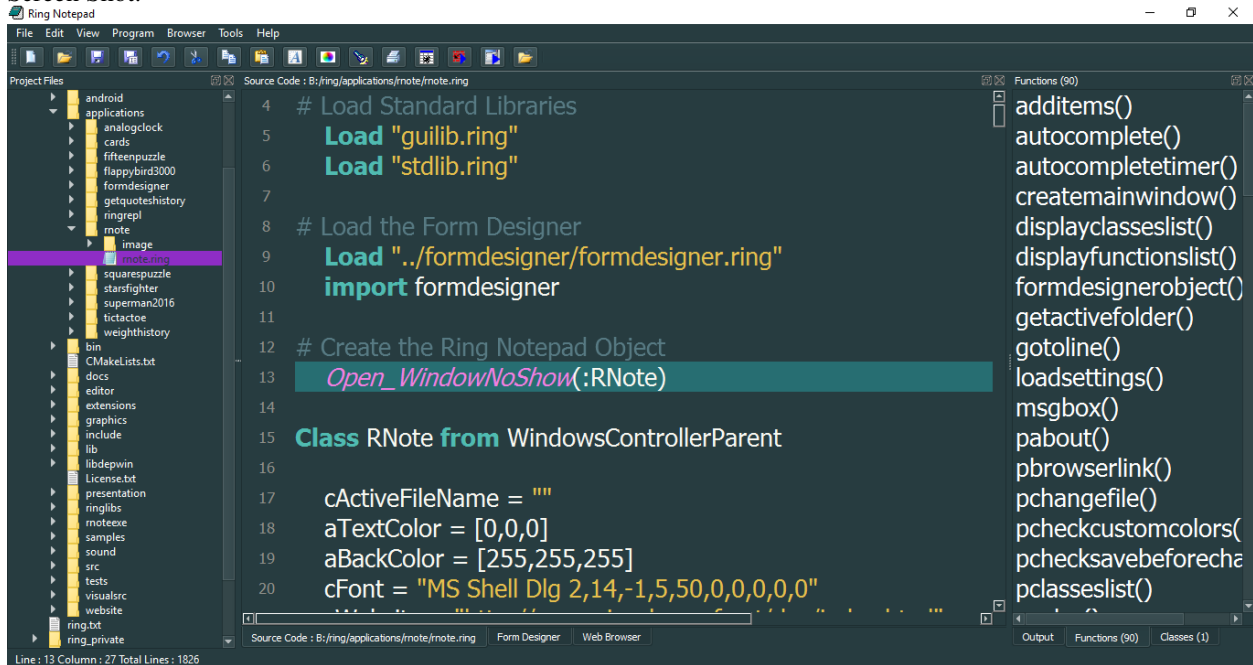 Ring Notepad
File Edit View Program Browser Tools Help
Project Files
android
applications
analogclock
cards
fifteenpuzzle
flappybird3000
formdesigner
getquoteshistory
ringrepl
rnote
image
rnote.ring
squarespuzzle
starsfighter
superman2016
tictactoe
weighthistory
bin
CMakeLists.txt
docs
editor
extensions
graphics
include
lib
libdepwin
License.txt
presentation
ringlibs
rnoteexe
samples
sound
src
tests
visualsrc
website
ring.txt
ring_private
Source Code : B:/ring/applications/rnote/rnote.ring
4 # Load Standard Libraries
5 Load "guilib.ring"
6 Load "stdlib.ring"
7
8 # Load the Form Designer
9 Load "../formdesigner/formdesigner.ring"
10 import formdesigner
11
12 # Create the Ring Notepad Object
13 Open_WindowNoShow(:RNote)
14
15 Class RNote from WindowsControllerParent
16
17 cActiveFileName = ""
18 aTextColor = [0,0,0]
19 aBackColor = [255,255,255]
20 cFont = "MS Shell Dlg 2,14,-1,5,50,0,0,0,0,0"
Source Code : B:/ring/applications/rnote/rnote.ring Form Designer Web Browser
Functions (90)
additems()
autocomplete()
autocompletetimer()
createmainwindow()
displayclasseslist()
displayfunctionslist()
formdesignerobject()
getactivefolder()
gotoline()
loadsettings()
msgbox()
pabout()
pbrowserlink()
pchangefile()
pcheckcustomcolors(
pchecksavebeforecha
pclasseslist()
Output Functions (90) Classes (1)
Line : 13 Column : 27 Total Lines : 1826